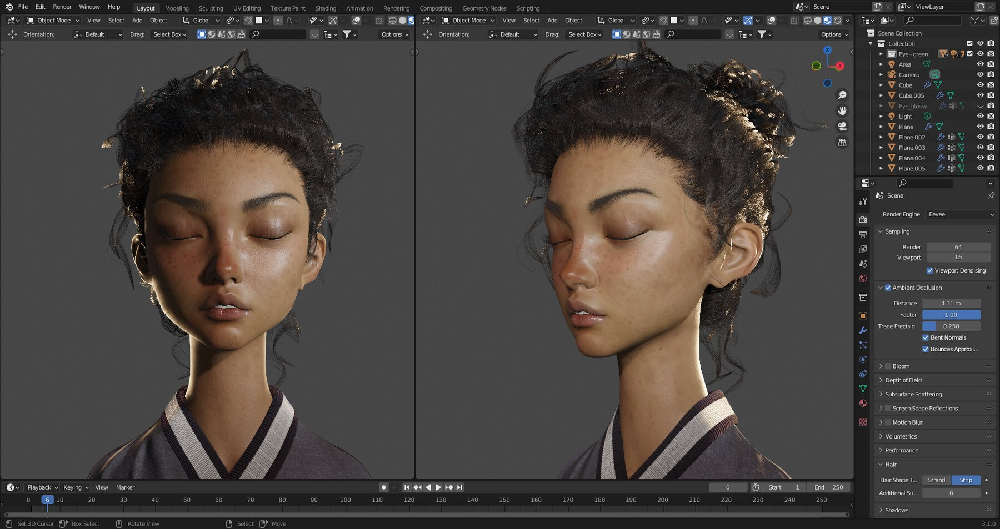 File Edit Render Window Help Layout Modeling Sculpting UV Editing Texture Paint Shading Animation Rendering Compositing Geometry Nodes Scripting + Scene ViewLayer
Object Mode View Select Add Object Global Object Mode View Select Add Object Global
Orientation: Default Drag: Select Box Options Orientation: Default Drag: Select Box Options
Z
X
Scene Collection
Collection
Eye - green 19 2
Area
Camera
Cube
Cube.005
Eye_glossy
Light
Plane
Plane.002
Plane.003
Plane.004
Plane.005
Scene
Render Engine Eevee
Sampling
Render 64
Viewport 16
Viewport Denoising
Ambient Occlusion
Distance 4.11 m
Factor 1.00
Trace Precisio 0.250
Bent Normals
Bounces Approxi...
Bloom
Depth of Field
Subsurface Scattering
Screen Space Reflections
Motion Blur
Volumetrics
Performance
Hair
Hair Shape T... Strand Strip
Additional Su... 0
Shadows
Playback Keying View Marker 6 Start 1 End 250
0 6 10 20 30 40 50 60 70 80 90 100 110 120 130 140 150 160 170 180 190 200 210 220 230 240 250
Set 3D Cursor Box Select Rotate View Select Move 3.1.0